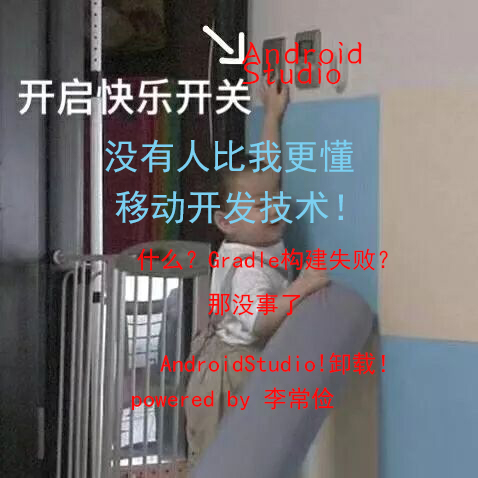 Android
Studio
开启快乐开关
没有人比我更懂
移动开发技术！
什么？Gradle构建失败？
那没事了
AndroidStudio!卸载!
powered by 李常俭